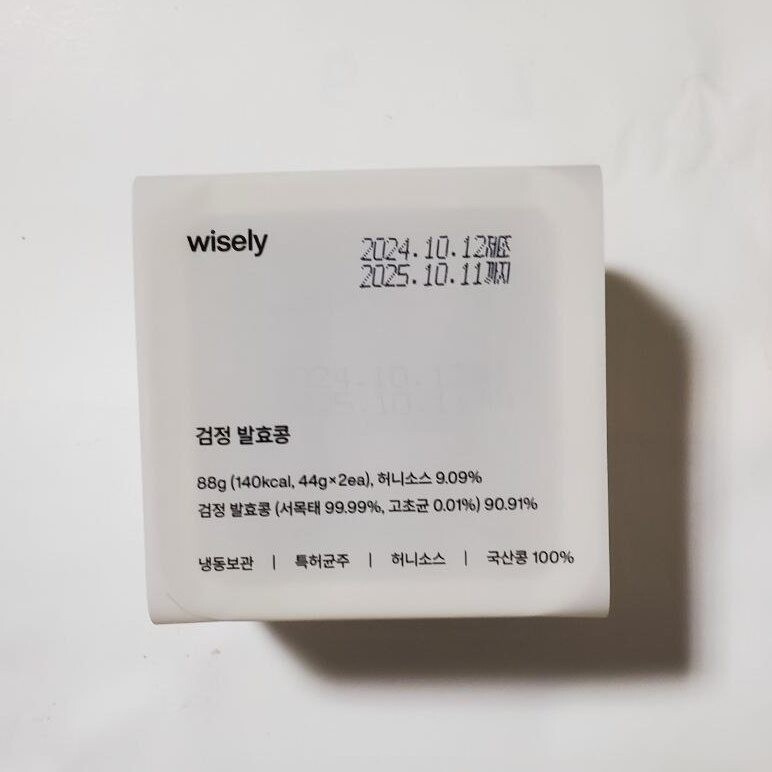 wisely
2024.10.12제조
2025.10.11까지
검정 발효콩
88g (140kcal, 44g×2ea), 허니소스 9.09%
검정 발효콩 (서목태 99.99%, 고초균 0.01%) 90.91%
냉동보관 | 특허균주 | 허니소스 | 국산콩 100%